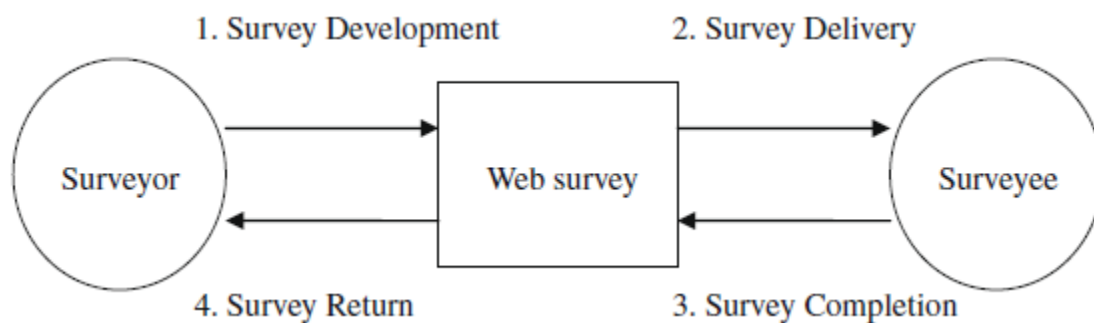 1. Survey Development
2. Survey Delivery
Surveyor
Web survey
Surveyee
4. Survey Return
3. Survey Completion